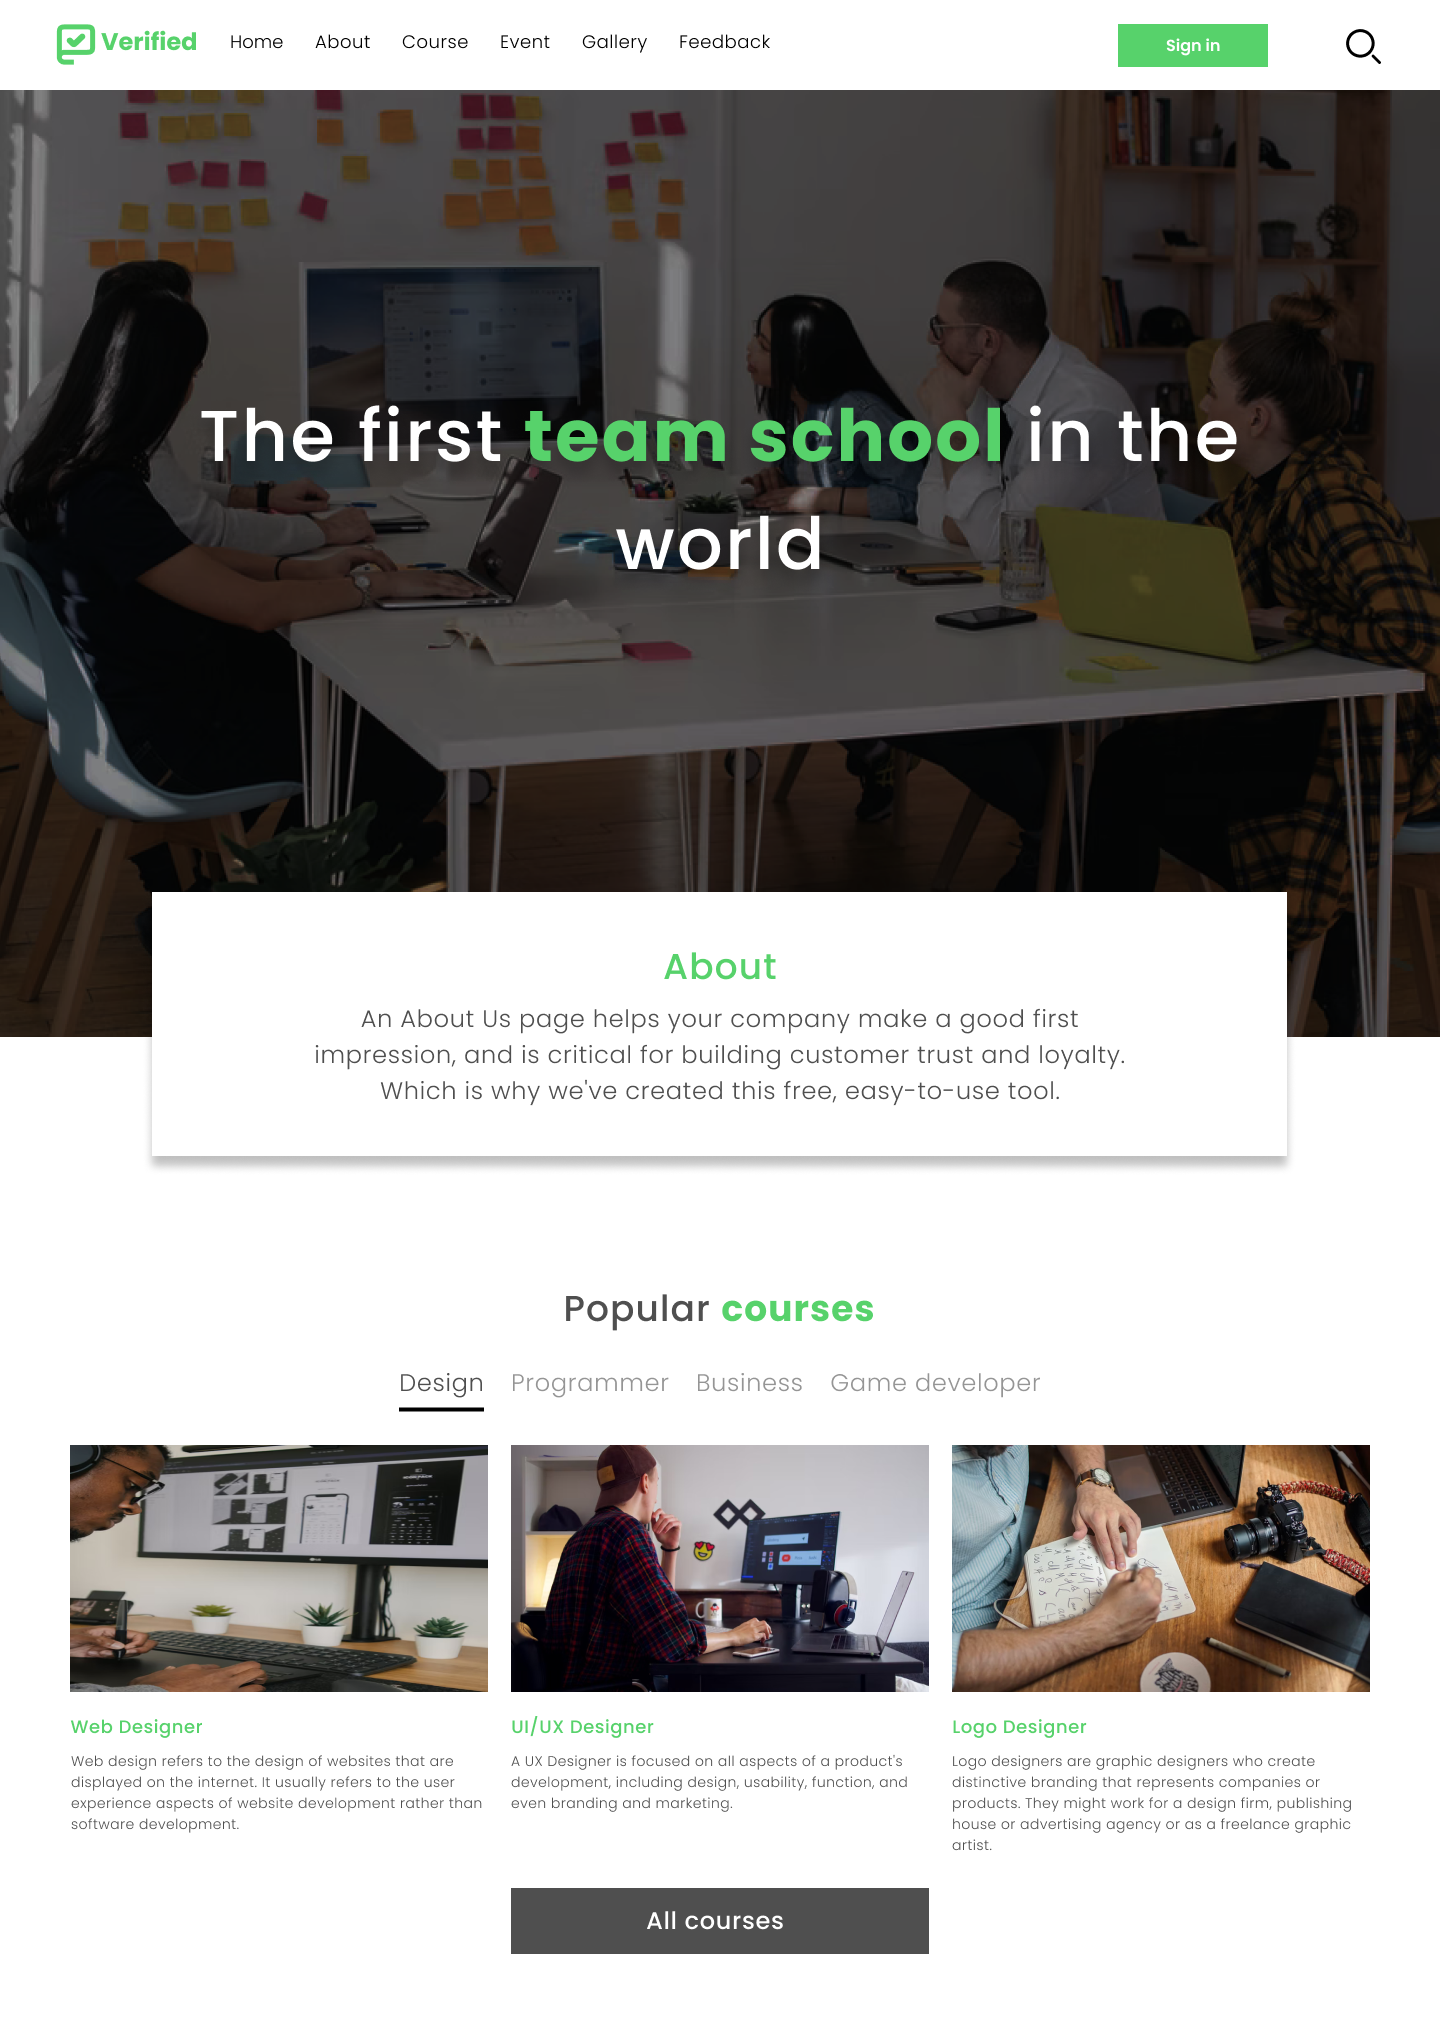 Verified Home About Course Event Gallery Feedback Sign in
The first team school in the
world
About
An About Us page helps your company make a good first
impression, and is critical for building customer trust and loyalty.
Which is why we've created this free, easy-to-use tool.
Popular courses
Design Programmer Business Game developer
Web Designer
Web design refers to the design of websites that are
displayed on the internet. It usually refers to the user
experience aspects of website development rather than
software development.
UI/UX Designer
A UX Designer is focused on all aspects of a product's
development, including design, usability, function, and
even branding and marketing.
Logo Designer
Logo designers are graphic designers who create
distinctive branding that represents companies or
products. They might work for a design firm, publishing
house or advertising agency or as a freelance graphic
artist.
All courses